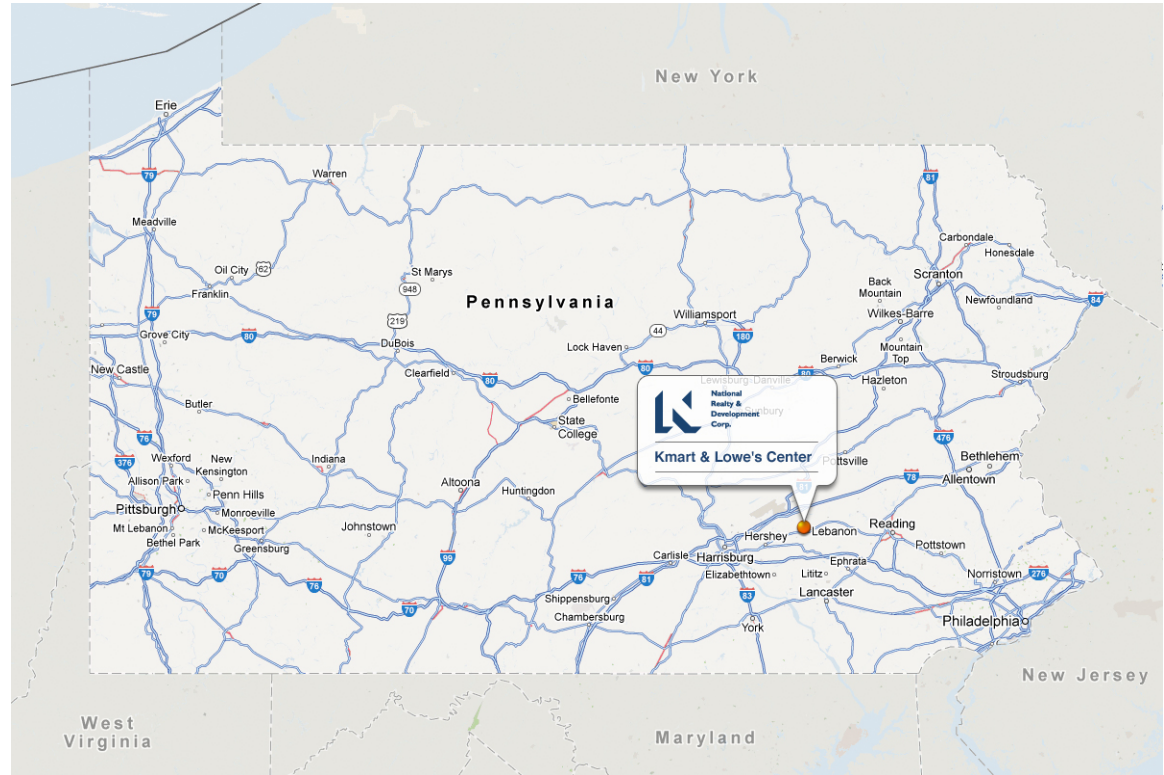 New York
Erie
79
Warren
81
Meadville
Carbondale
Honesdale
Oil City
62
St Marys
Scranton
Franklin
948
Back
Mountain
Newfoundland
84
Pennsylvania
79
219
Williamsport
Wilkes-Barre
Grove City
80
44
180
DuBois
Lock Haven
Mountain
Top
Berwick
New Castle
Clearfield
80
80
80
Stroudsburg
Lewisburg Danville
Hazleton
Butler
Bellefonte
National
Realty &
Development
Corp.
Sunbury
State
College
76
476
Kmart & Lowe's Center
376
Wexford
New
Kensington
Indiana
Pottsville
Bethlehem
Allison Park
Altoona
78
Allentown
Penn Hills
Huntingdon
81
Pittsburgh
Monroeville
Mt Lebanon
McKeesport
Johnstown
Lebanon
Reading
Bethel Park
Greensburg
Hershey
Pottstown
99
Carlisle
Harrisburg
Ephrata
79
70
76
76
81
Elizabethtown
Lititz
Norristown
276
Shippensburg
83
Lancaster
70
Chambersburg
York
Philadelphia
New Jersey
West
Virginia
Maryland